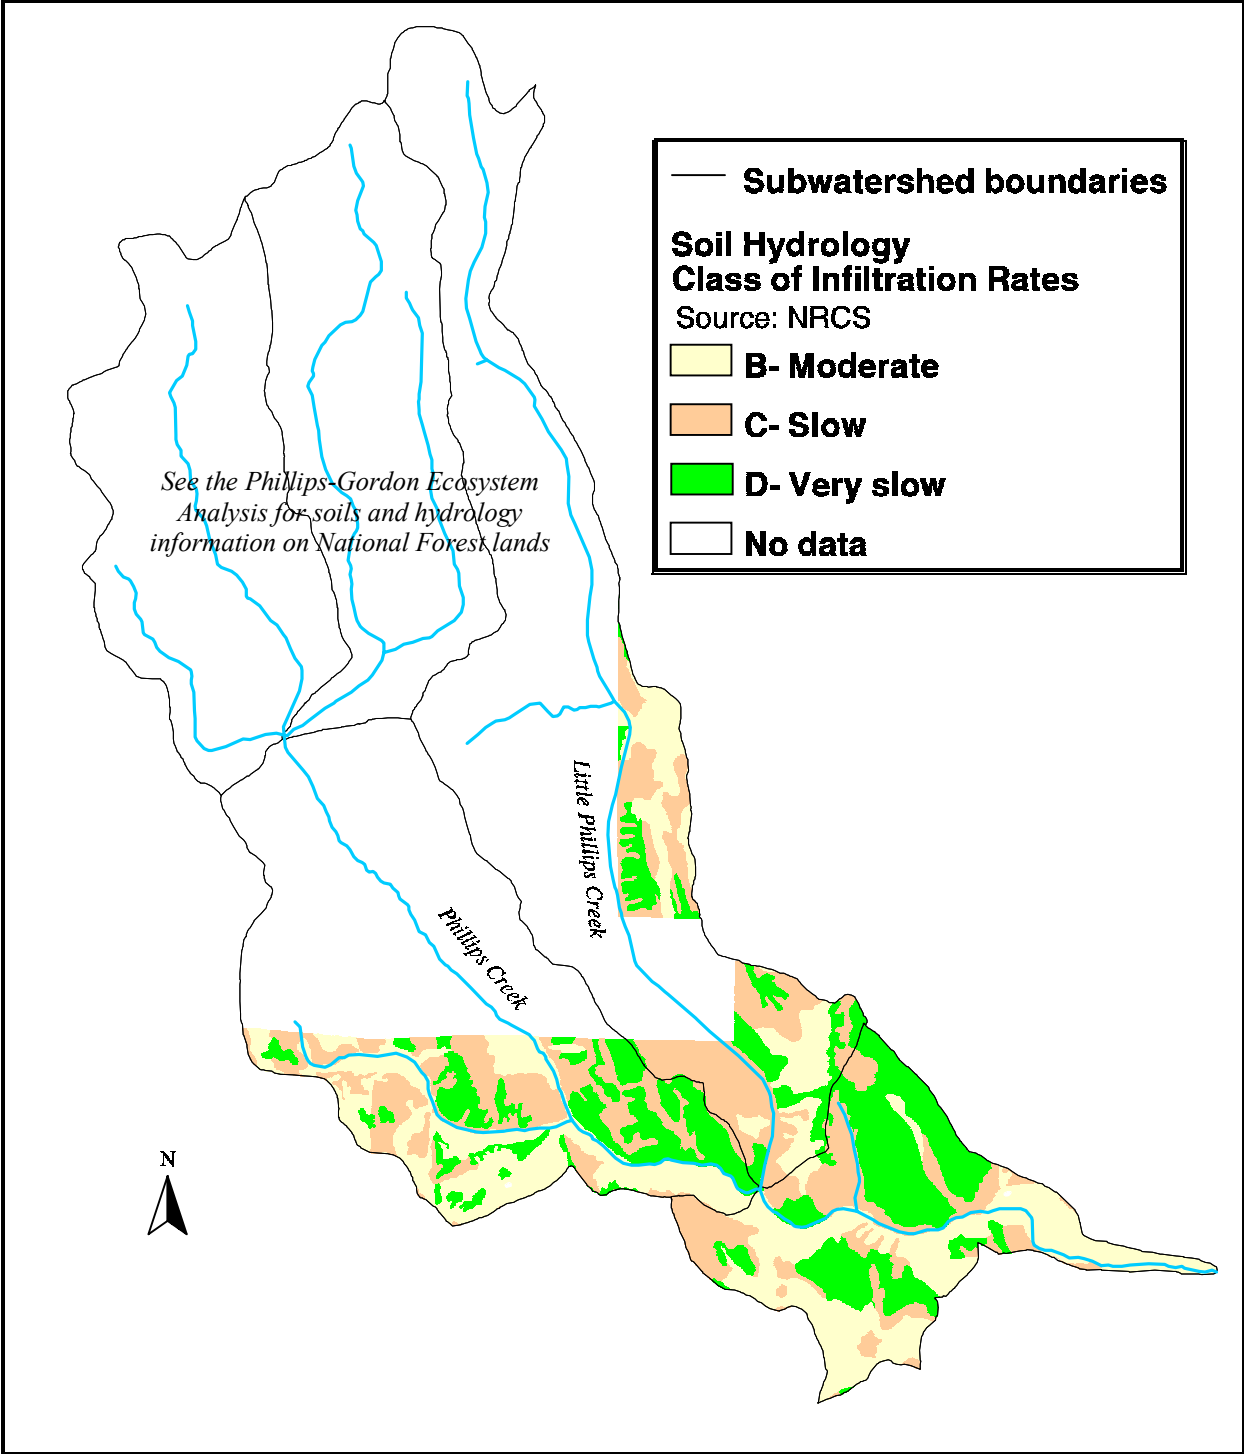 Subwatershed boundaries
Soil Hydrology
Class of Infiltration Rates
Source: NRCS
B- Moderate
C- Slow
D- Very slow
No data
See the Phillips-Gordon Ecosystem
Analysis for soils and hydrology
information on National Forest lands
Little Phillips Creek
Phillips Creek
N